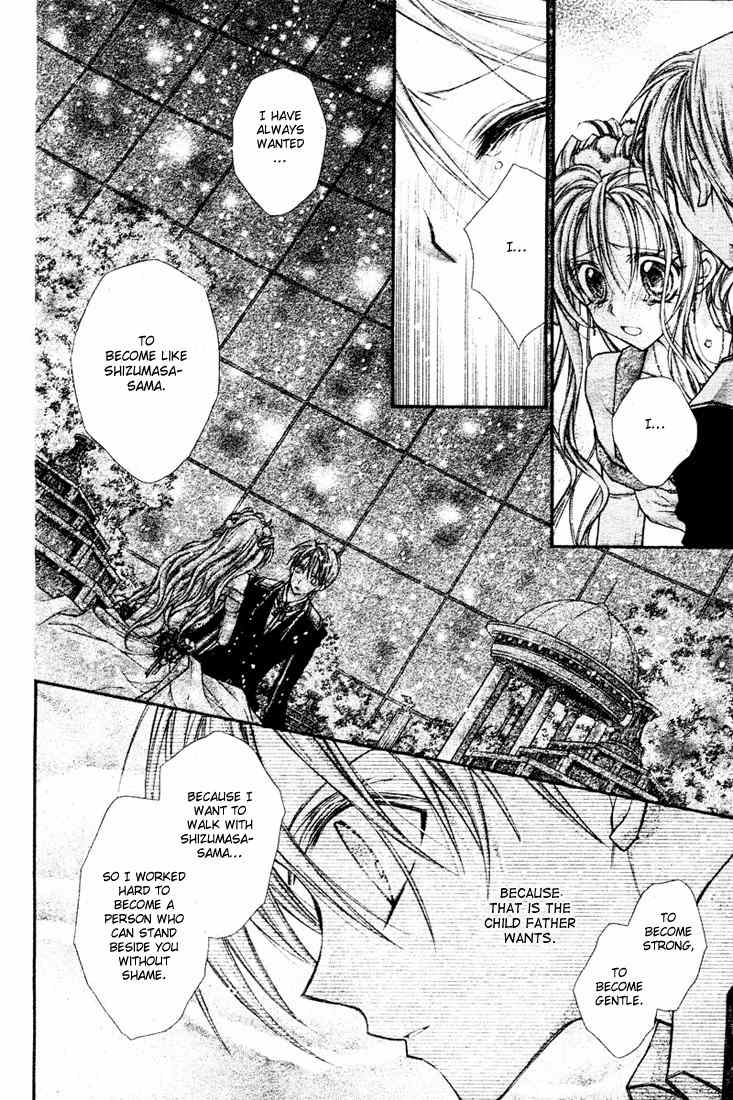 I...
I...
I HAVE
ALWAYS
WANTED
...
TO
BECOME LIKE
SHIZUMASA-
SAMA.
TO
BECOME
STRONG,
TO
BECOME
GENTLE.
BECAUSE
THAT IS THE
CHILD FATHER
WANTS.
BECAUSE I
WANT TO
WALK WITH
SHIZUMASA-
SAMA...
SO I WORKED
HARD TO
BECOME A
PERSON WHO
CAN STAND
BESIDE YOU
WITHOUT
SHAME.